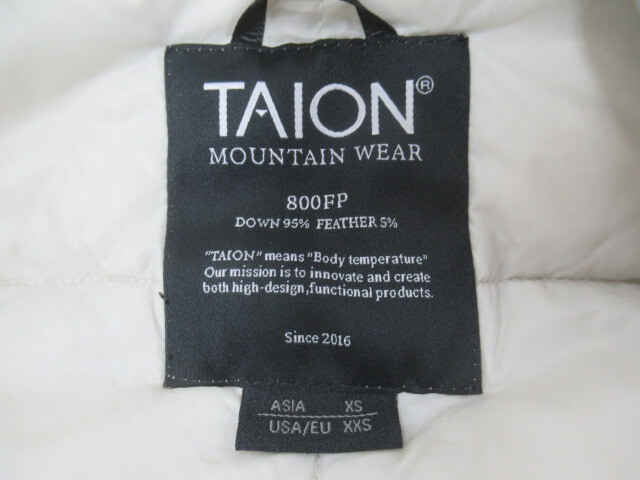 TAION®
MOUNTAIN WEAR
800FP
DOWN 95% FEATHER 5%
"TAION" means "Body temperature"
Our mission is to innovate and create
both high-design,functional products.
Since 2016
ASIA XS
USA/EU XXS